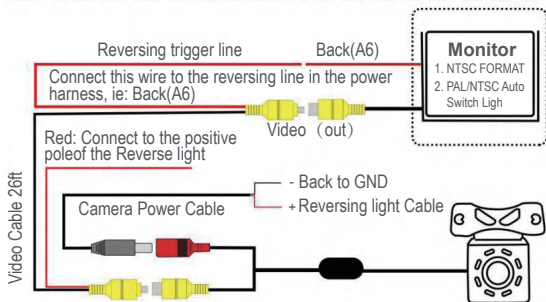 Reversing trigger line
Back(A6)
Monitor
1. NTSC FORMAT
2. PAL/NTSC Auto
Switch Ligh
Connect this wire to the reversing line in the power
harness, ie: Back(A6)
Video （out）
Red: Connect to the positive
poleof the Reverse light
Video Cable 26ft
- Back to GND
+Reversing light Cable
Camera Power Cable